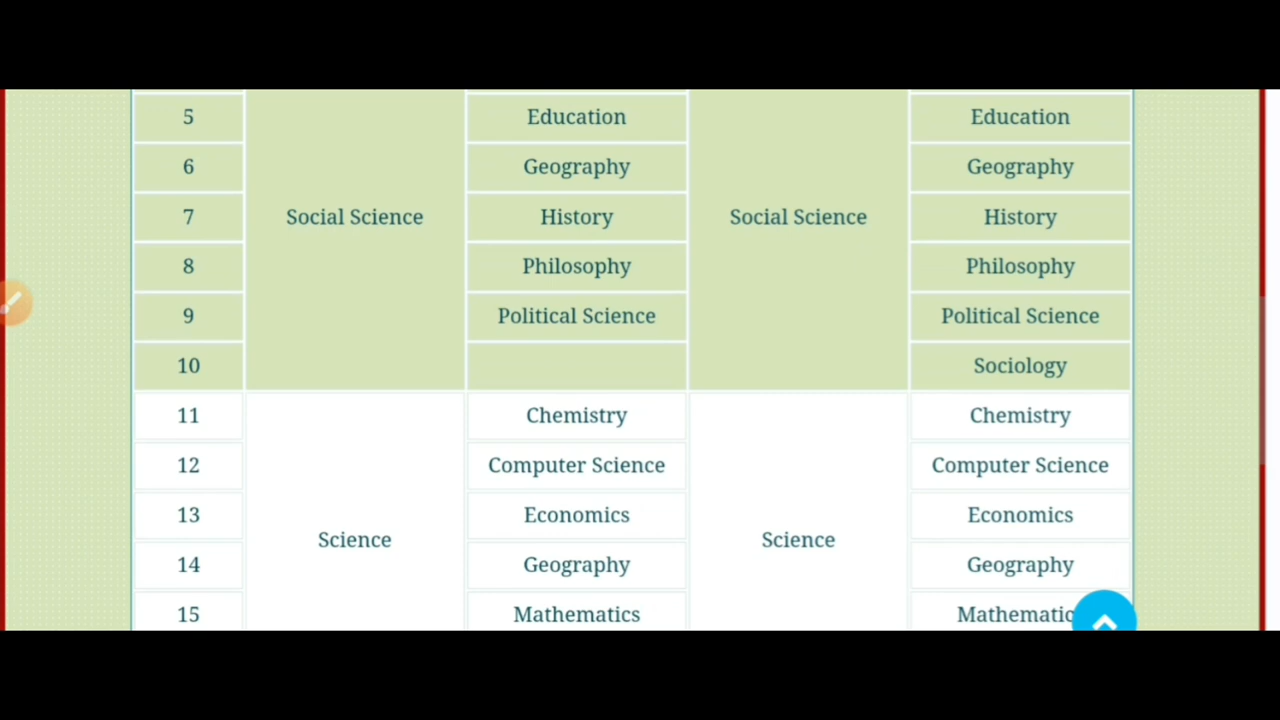 5 Education Education
6 Geography Geography
7 Social Science History Social Science History
8 Philosophy Philosophy
9 Political Science Political Science
10 Sociology
11 Chemistry Chemistry
12 Computer Science Computer Science
13 Economics Economics
Science Science
14 Geography Geography
15 Mathematics Mathematic